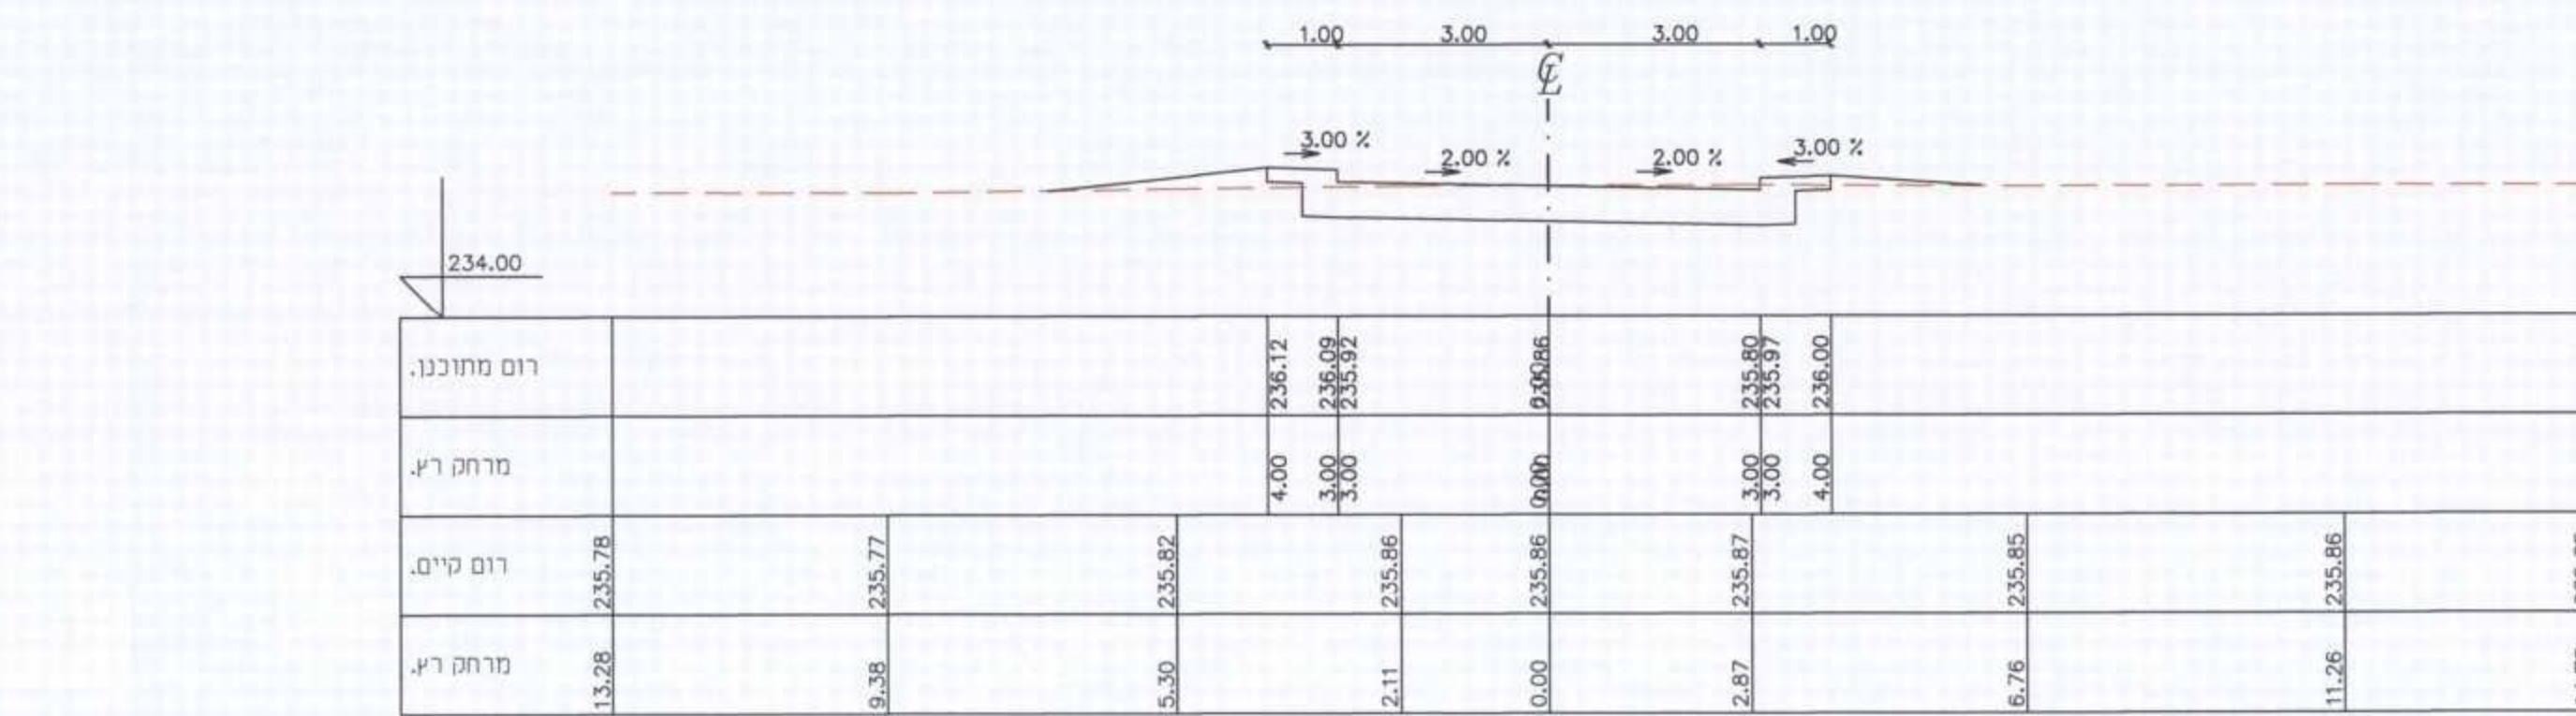 1.00 3.00 3.00 1.00
℄
3.00 % 2.00 % 2.00 % 3.00 %
234.00
רום מתוכנן. 236.12 236.09 235.92 235.80 235.97 236.00
מרחק רץ. 4.00 3.00 3.00 0.00 3.00 3.00 4.00
רום קיים. 235.78 235.77 235.82 235.86 235.86 235.87 235.85 235.86
מרחק רץ. 13.28 9.38 5.30 2.11 0.00 2.87 6.76 11.26